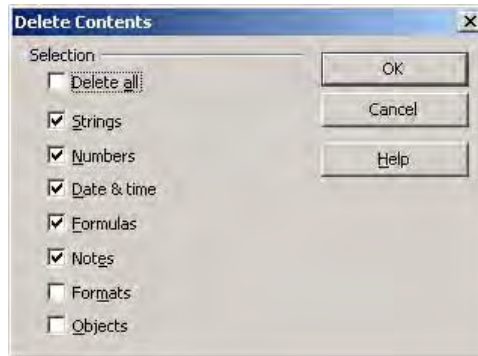 Delete Contents
Selection
Delete all
Strings
Numbers
Date & time
Formulas
Notes
Formats
Objects
OK
Cancel
Help